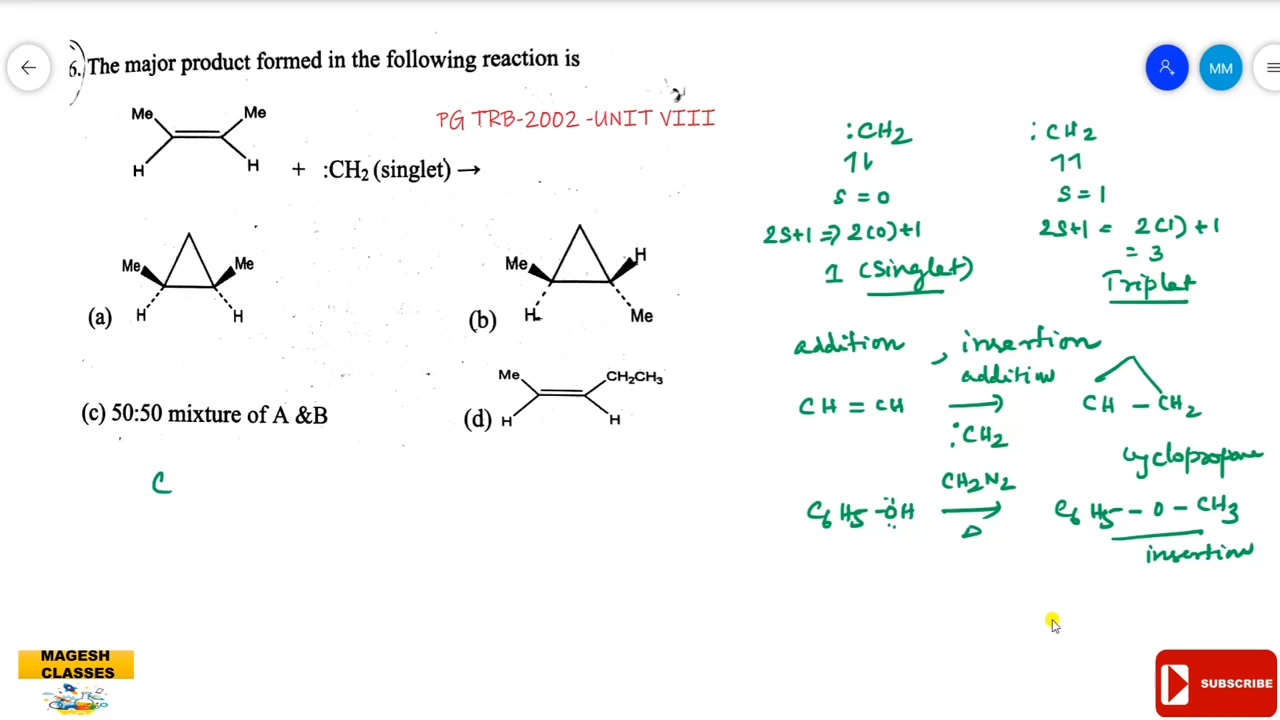 6. The major product formed in the following reaction is
PG TRB-2002 -UNIT VIII
MM
Me Me
H H
+ :CH₂ (singlet) →
Me Me
H H
(a)
Me H
H Me
(b)
(c) 50:50 mixture of A &B
Me CH₂CH₃
H H
(d)
C
:CH2 :CH2
1↓ 11
S = 0 S = 1
2S+1 => 2(0)+1 2S+1 = 2(1)+1
= 3
1 (Singlet) Triplet
addition , insertion
addition
CH = CH → CH - CH2
:CH2
cyclopropane
CH2N2
C6H5-ÖH → C6H5-O-CH3
Δ
insertion
MAGESH
CLASSES
SUBSCRIBE